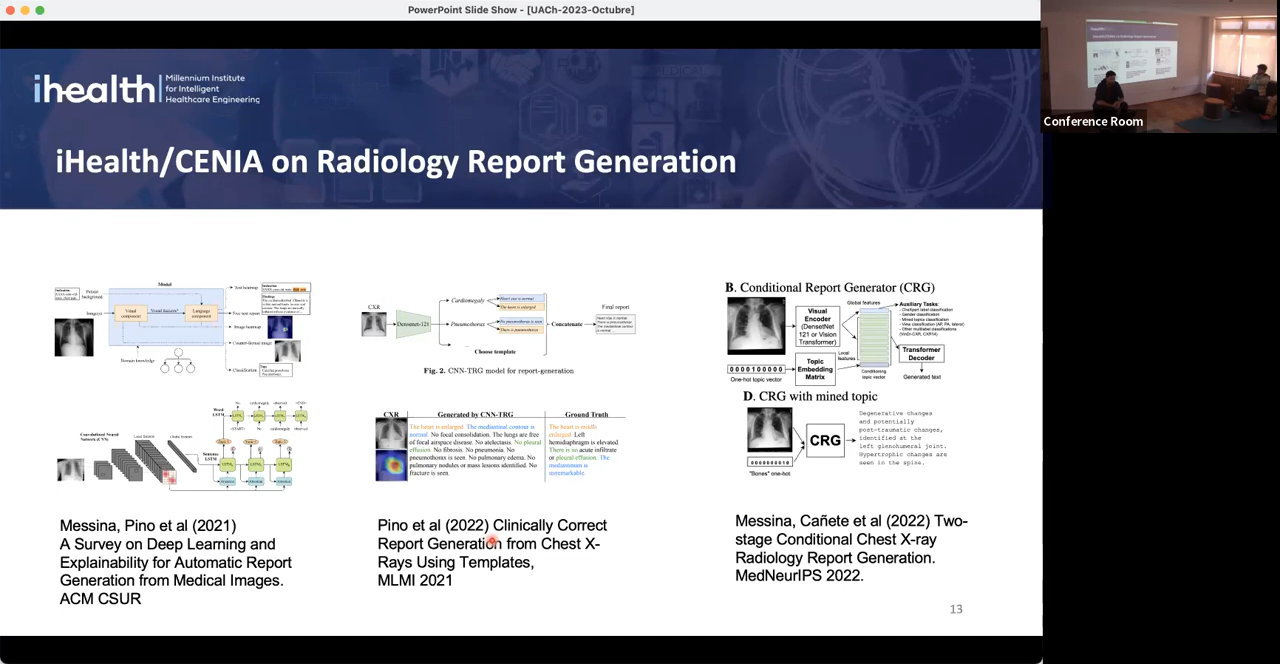 PowerPoint Slide Show - [UACh-2023-Octubre]
Conference Room
ihealth
Millennium Institute
for Intelligent
Healthcare Engineering
iHealth/CENIA on Radiology Report Generation
Model
Visual component
Language component
Domain knowledge
Classification
CXR
Densenet-121
Cardiomegaly
Pneumothorax
Choose template
Concatenate
Final report
Fig. 2. CNN-TRG model for report-generation
CXR
Generated by CNN-TRG
Ground Truth
The heart is enlarged. The mediastinal contour is
normal. No focal consolidation. The lungs are free
of focal airspace disease. No atelectasis. No pleural
effusion. No fibrosis. No pneumonia. No
pneumothorax is seen. No pulmonary edema. No
pulmonary nodules or mass lesions identified. No
fracture is seen.
The heart is mildly
enlarged. Left
hemidiaphragm is elevated.
There is no acute infiltrate
or pleural effusion. The
mediastinum is
unremarkable.
B. Conditional Report Generator (CRG)
Visual
Encoder
(DenseNet
121 or Vision
Transformer)
Global features
Local
features
Auxiliary Tasks:
One-hot topic vector
Topic
Embedding
Matrix
Conditioning
topic vector
Transformer
Decoder
Generated text
D. CRG with mined topic
CRG
"Bones" one-hot
Degenerative changes
and potentially
post-traumatic changes,
identified at the
left glenohumeral joint.
Hypertrophic changes are
seen in the spine.
Messina, Pino et al (2021)
A Survey on Deep Learning and
Explainability for Automatic Report
Generation from Medical Images.
ACM CSUR
Pino et al (2022) Clinically Correct
Report Generation from Chest X-
Rays Using Templates,
MLMI 2021
Messina, Cañete et al (2022) Two-
stage Conditional Chest X-ray
Radiology Report Generation.
MedNeurIPS 2022.
13